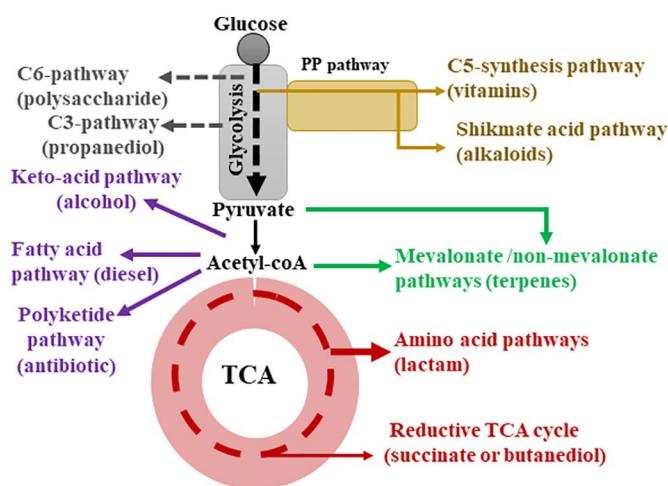 Glucose
PP pathway
C6-pathway
(polysaccharide)
C3-pathway
(propanediol)
Glycolysis
C5-synthesis pathway
(vitamins)
Shikmate acid pathway
(alkaloids)
Keto-acid pathway
(alcohol)
Pyruvate
Fatty acid
pathway (diesel)
Acetyl-coA
Mevalonate /non-mevalonate
pathways (terpenes)
Polyketide
pathway
(antibiotic)
TCA
Amino acid pathways
(lactam)
Reductive TCA cycle
(succinate or butanediol)